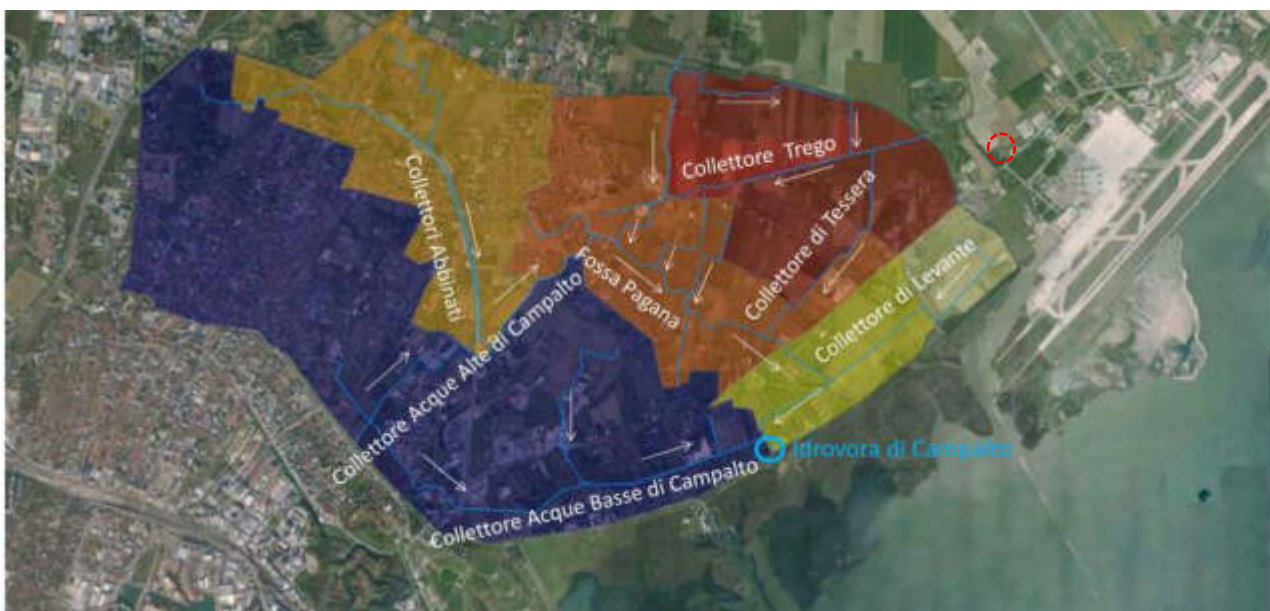 Collettore Trego
Collettori Abbinati
Collettore di Tessera
Fossa Pagana
Collettore di Levante
Collettore Acque Alte di Campalto
Idrovora di Campalto
Collettore Acque Basse di Campalto